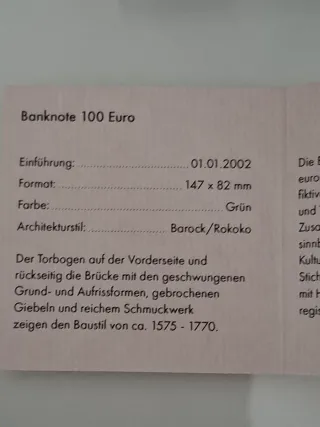 Banknote 100 Euro
Einführung: 01.01.2002
Format: 147 x 82 mm
Farbe: Grün
Architekturstil: Barock/Rokoko
Der Torbogen auf der Vorderseite und
rückseitig die Brücke mit den geschwungenen
Grund- und Aufrissformen, gebrochenen
Giebeln und reichem Schmuckwerk
zeigen den Baustil von ca. 1575 - 1770.
Die
euro
fiktiv
und
Zusa
sinnb
Kultu
Stich
mit H
regis